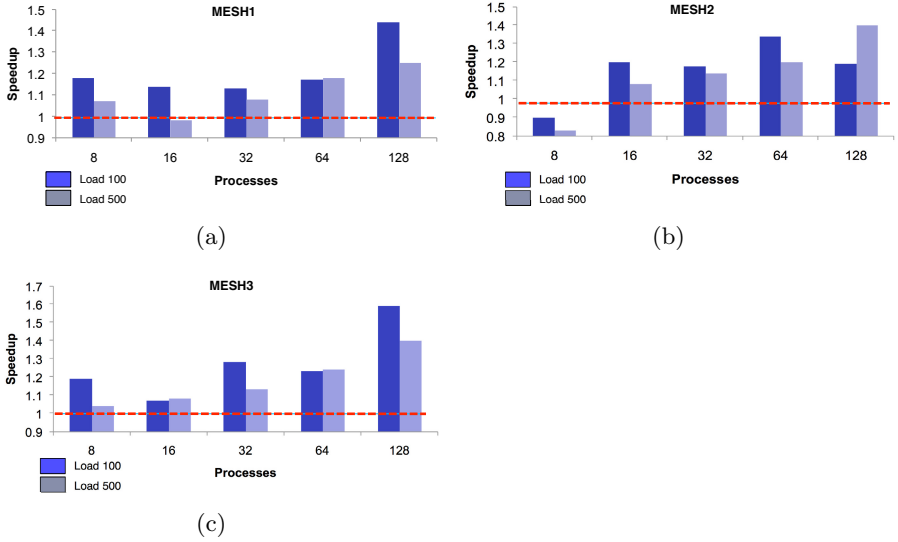 MESH1
1.5
1.4
1.3
1.2
1.1
1
0.9
Speedup
8 16 32 64 128
Processes
Load 100
Load 500
(a)
MESH2
1.5
1.4
1.3
1.2
1.1
1
0.9
0.8
Speedup
8 16 32 64 128
Processes
Load 100
Load 500
(b)
MESH3
1.7
1.6
1.5
1.4
1.3
1.2
1.1
1
0.9
Speedup
8 16 32 64 128
Processes
Load 100
Load 500
(c)